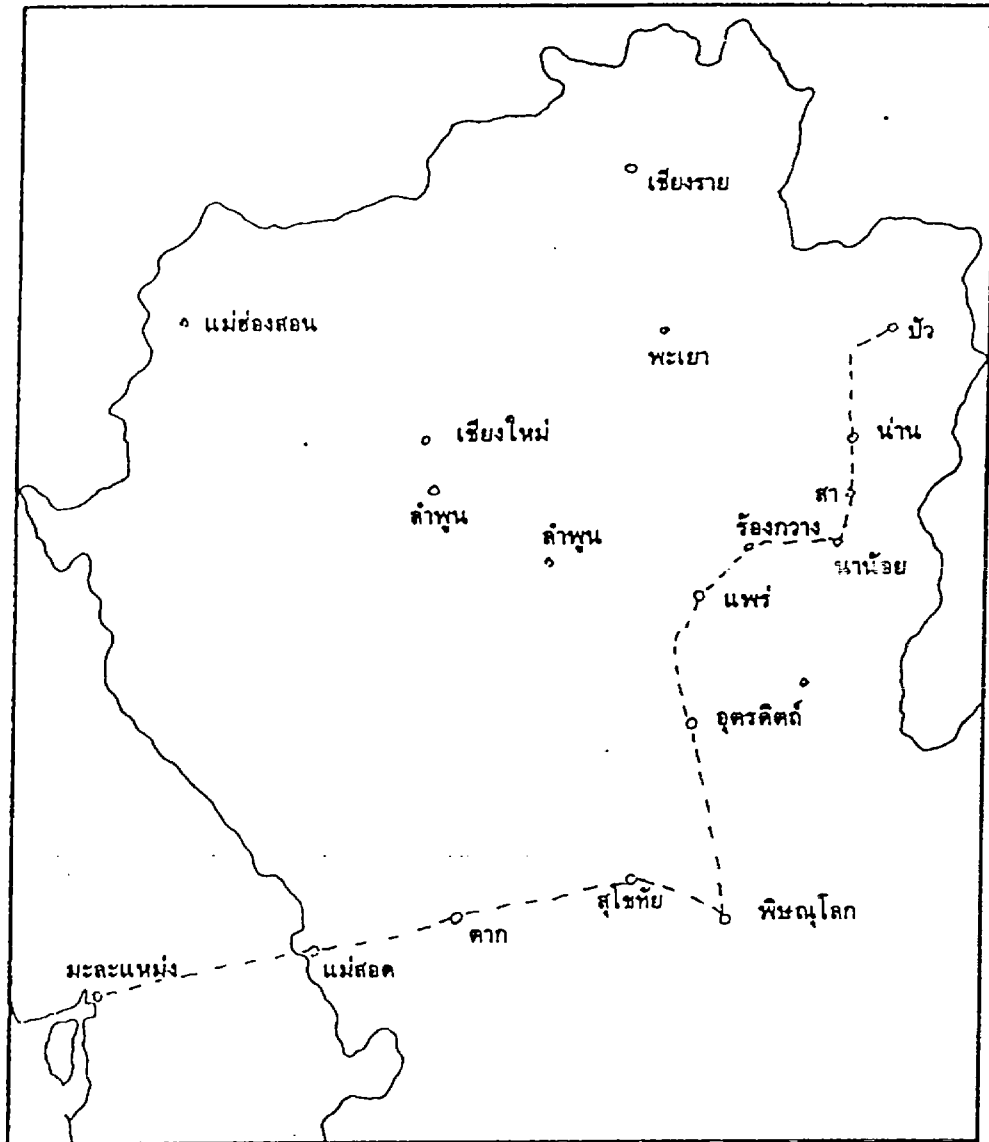 เชียงราย
แม่ฮ่องสอน
พะเยา
ปัว
เชียงใหม่
น่าน
ลำพูน
สา
ลำพูน
ร้องกวาง
นาน้อย
แพร่
อุตรดิตถ์
สุโขทัย
พิษณุโลก
ตาก
มะละแหม่ง
แม่สอด